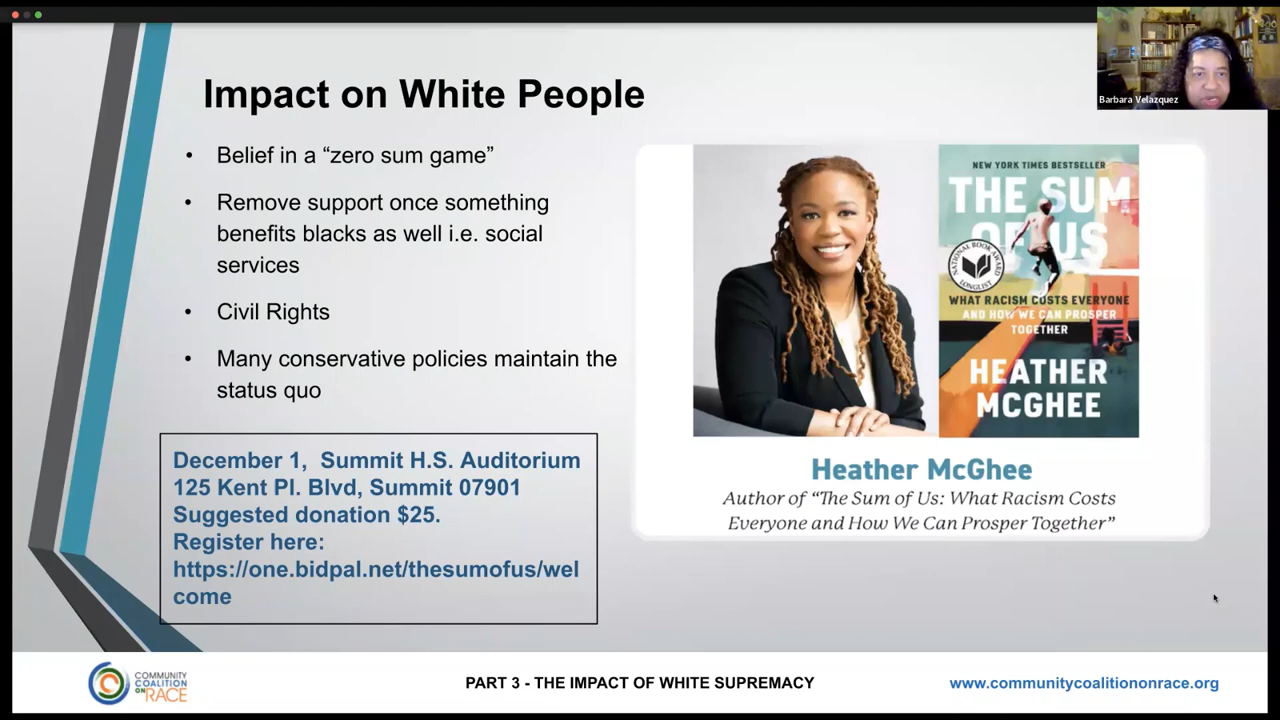 Barbara Velazquez
Impact on White People
• Belief in a “zero sum game”
• Remove support once something
benefits blacks as well i.e. social
services
• Civil Rights
• Many conservative policies maintain the
status quo
December 1, Summit H.S. Auditorium
125 Kent Pl. Blvd, Summit 07901
Suggested donation $25.
Register here:
https://one.bidpal.net/thesumofus/wel
come
NEW YORK TIMES BESTSELLER
THE SUM
OF US
NATIONAL BOOK AWARD
LONGLIST
WHAT RACISM COSTS EVERYONE
AND HOW WE CAN PROSPER
TOGETHER
HEATHER
MCGHEE
Heather McGhee
Author of “The Sum of Us: What Racism Costs
Everyone and How We Can Prosper Together”
COMMUNITY
COALITION
ON RACE
PART 3 - THE IMPACT OF WHITE SUPREMACY
www.communitycoalitiononrace.org